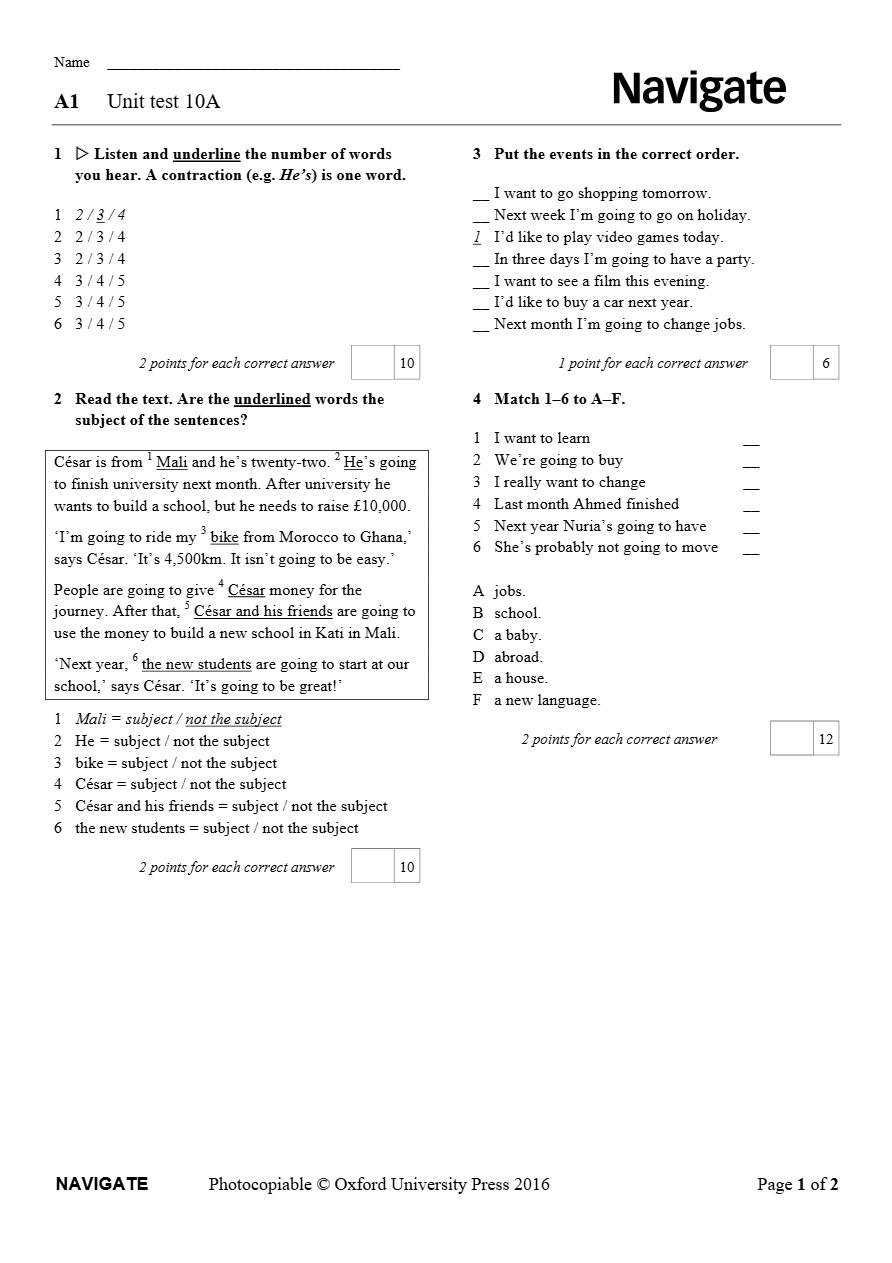 Name ___________________________________________
A1 Unit test 10A
Navigate
1 ▷ Listen and underline the number of words
you hear. A contraction (e.g. He’s) is one word.
1 2 / 3 / 4
2 2 / 3 / 4
3 2 / 3 / 4
4 3 / 4 / 5
5 3 / 4 / 5
6 3 / 4 / 5
2 points for each correct answer 10
2 Read the text. Are the underlined words the
subject of the sentences?
César is from 1 Mali and he’s twenty-two. 2 He’s going
to finish university next month. After university he
wants to build a school, but he needs to raise £10,000.
‘I’m going to ride my 3 bike from Morocco to Ghana,’
says César. ‘It’s 4,500km. It isn’t going to be easy.’
People are going to give 4 César money for the
journey. After that, 5 César and his friends are going to
use the money to build a new school in Kati in Mali.
‘Next year, 6 the new students are going to start at our
school,’ says César. ‘It’s going to be great!’
1 Mali = subject / not the subject
2 He = subject / not the subject
3 bike = subject / not the subject
4 César = subject / not the subject
5 César and his friends = subject / not the subject
6 the new students = subject / not the subject
2 points for each correct answer 10
3 Put the events in the correct order.
__ I want to go shopping tomorrow.
__ Next week I’m going to go on holiday.
1 I’d like to play video games today.
__ In three days I’m going to have a party.
__ I want to see a film this evening.
__ I’d like to buy a car next year.
__ Next month I’m going to change jobs.
1 point for each correct answer 6
4 Match 1–6 to A–F.
1 I want to learn __
2 We’re going to buy __
3 I really want to change __
4 Last month Ahmed finished __
5 Next year Nuria’s going to have __
6 She’s probably not going to move __
A jobs.
B school.
C a baby.
D abroad.
E a house.
F a new language.
2 points for each correct answer 12
NAVIGATE Photocopiable © Oxford University Press 2016 Page 1 of 2